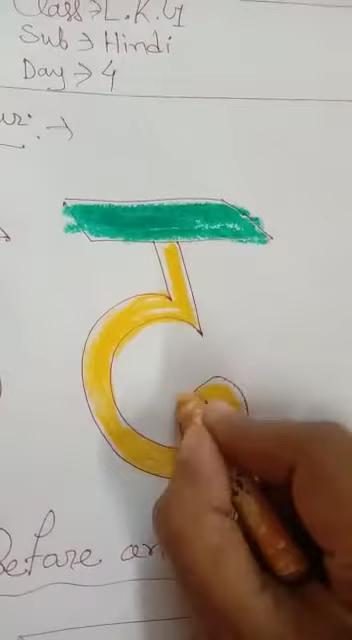 Class → L.K.G
Sub → Hindi
Day → 4
ट
Before